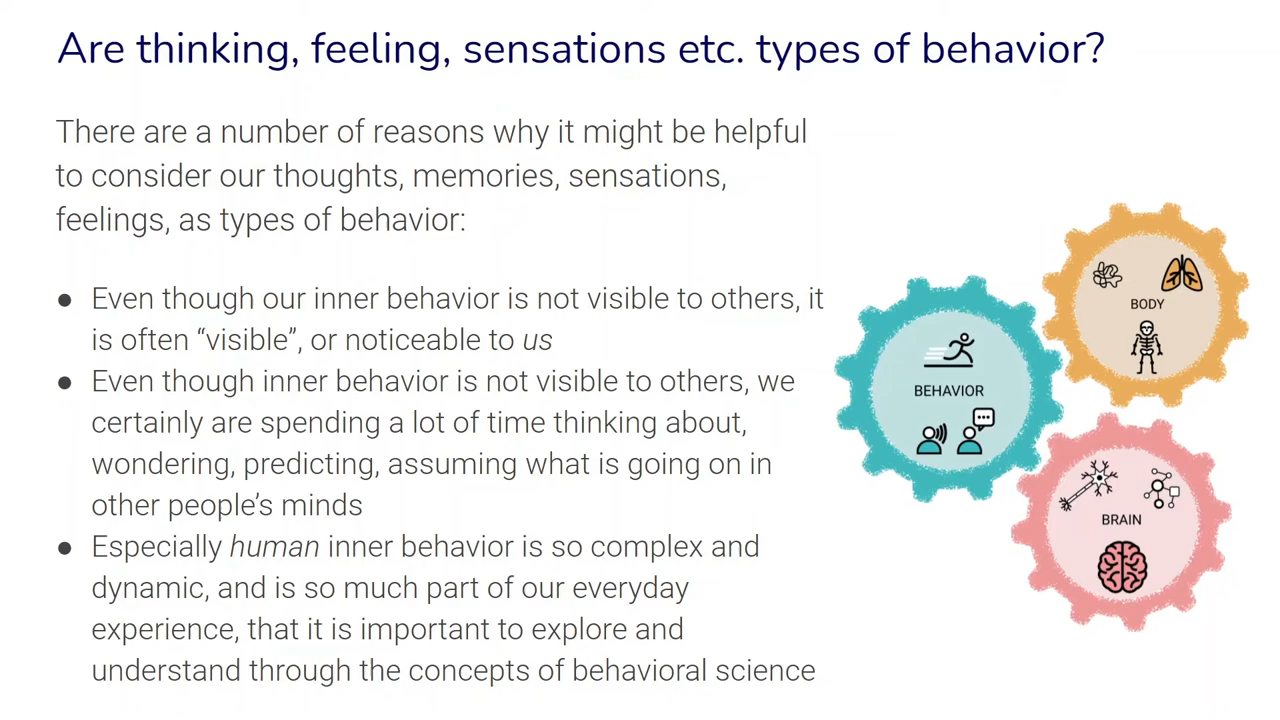 Are thinking, feeling, sensations etc. types of behavior?
There are a number of reasons why it might be helpful
to consider our thoughts, memories, sensations,
feelings, as types of behavior:
● Even though our inner behavior is not visible to others, it
is often “visible”, or noticeable to us
● Even though inner behavior is not visible to others, we
certainly are spending a lot of time thinking about,
wondering, predicting, assuming what is going on in
other people’s minds
● Especially human inner behavior is so complex and
dynamic, and is so much part of our everyday
experience, that it is important to explore and
understand through the concepts of behavioral science
BODY
BEHAVIOR
BRAIN